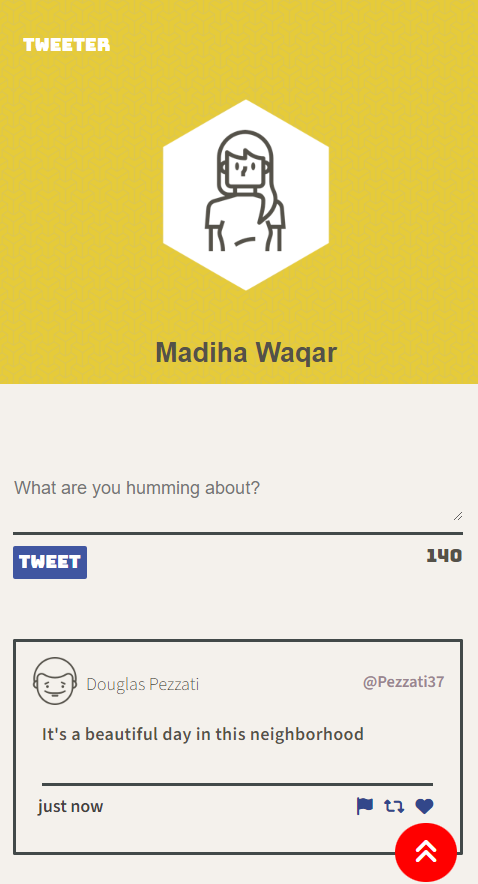 TWEETER
Madiha Waqar
What are you humming about?
TWEET 140
Douglas Pezzati @Pezzati37
It's a beautiful day in this neighborhood
just now